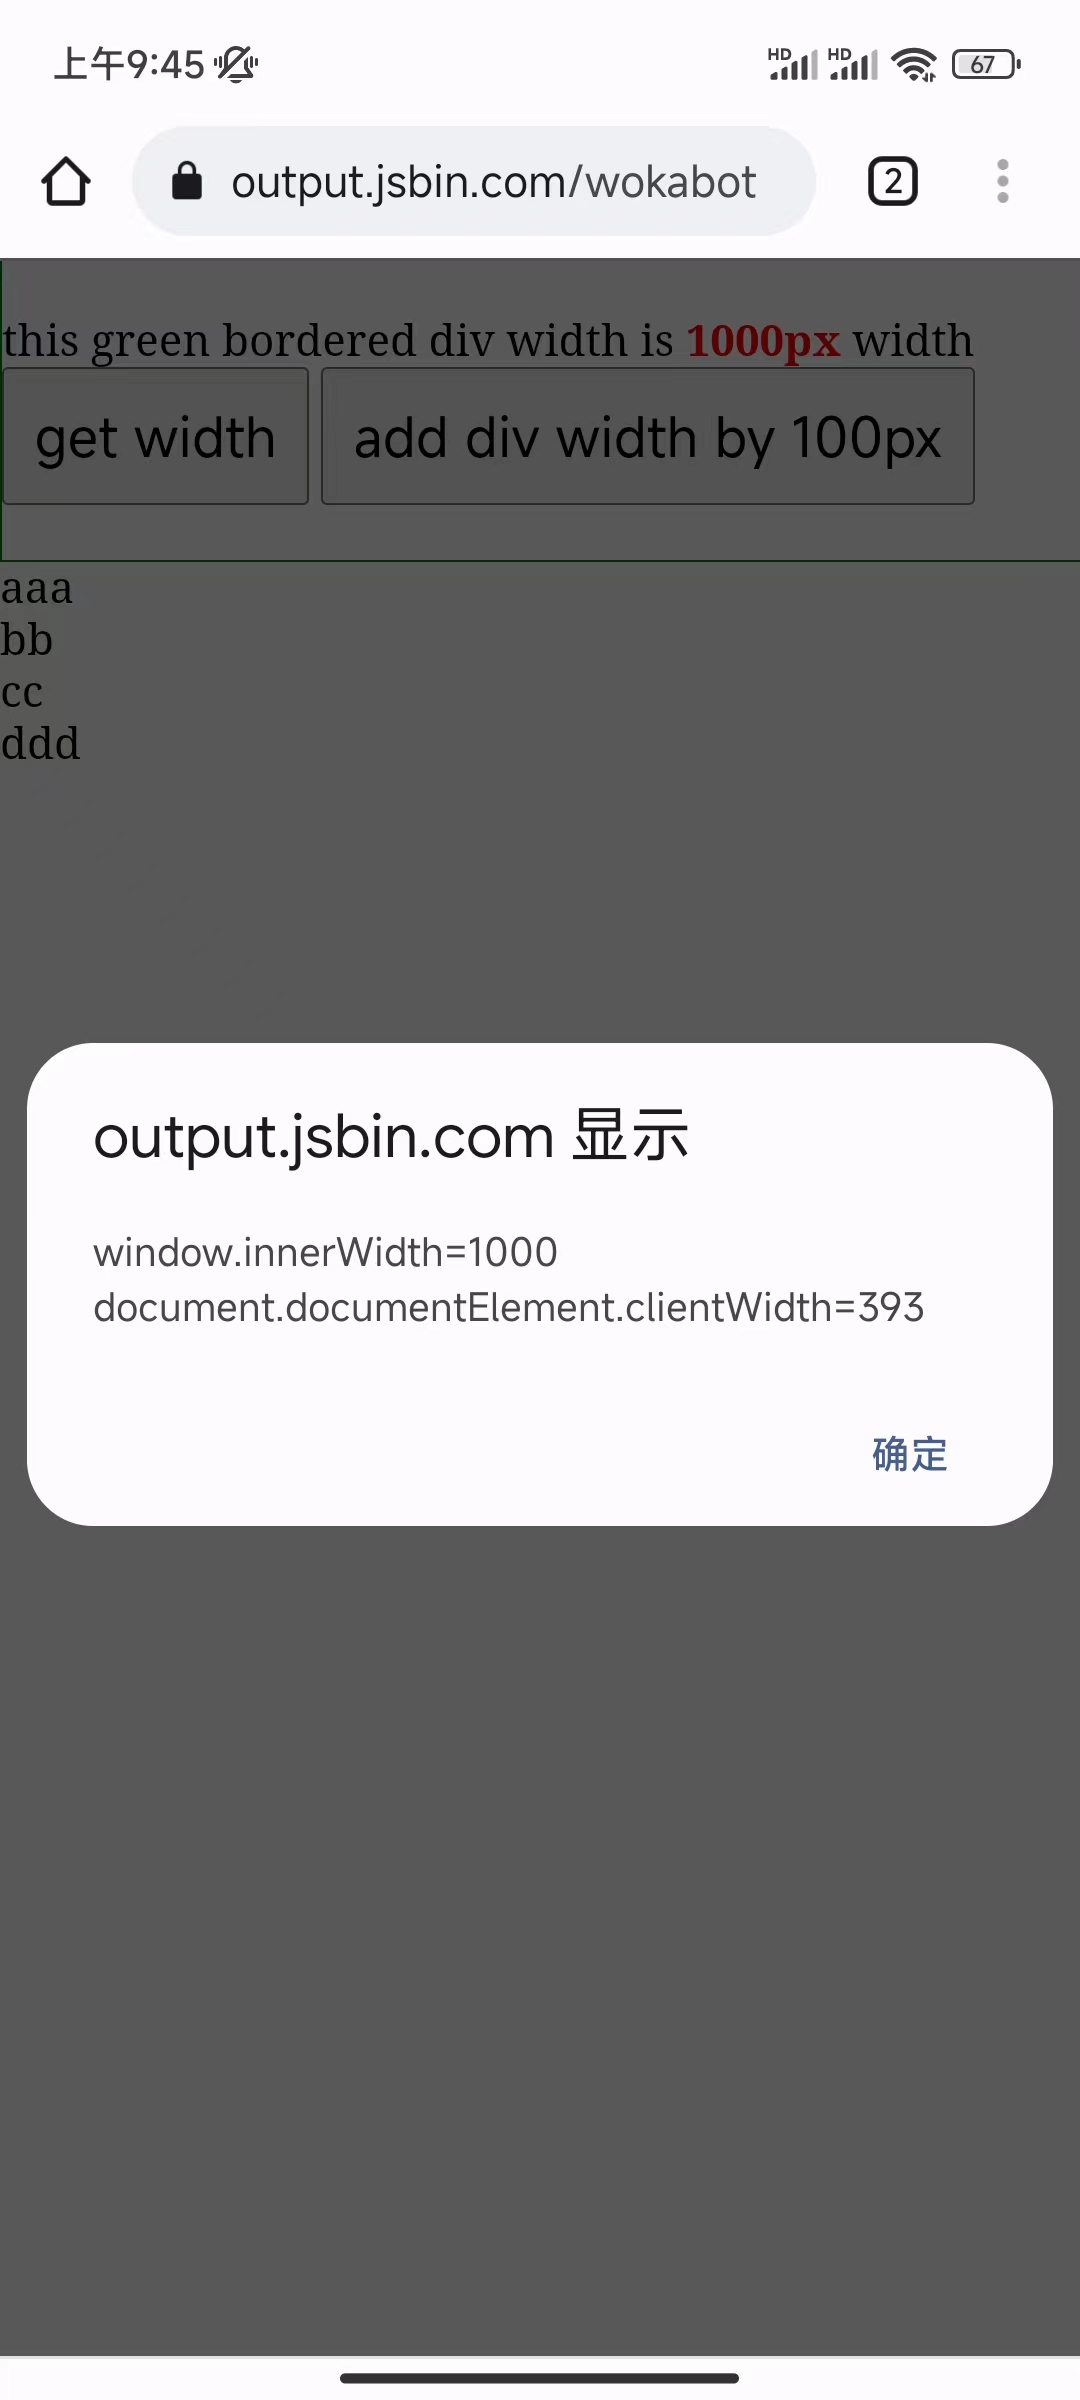 上午9:45 HD HD 67
output.jsbin.com/wokabot 2
this green bordered div width is 1000px width
get width add div width by 100px
aaa
bb
cc
ddd
output.jsbin.com 显示
window.innerWidth=1000
document.documentElement.clientWidth=393
确定